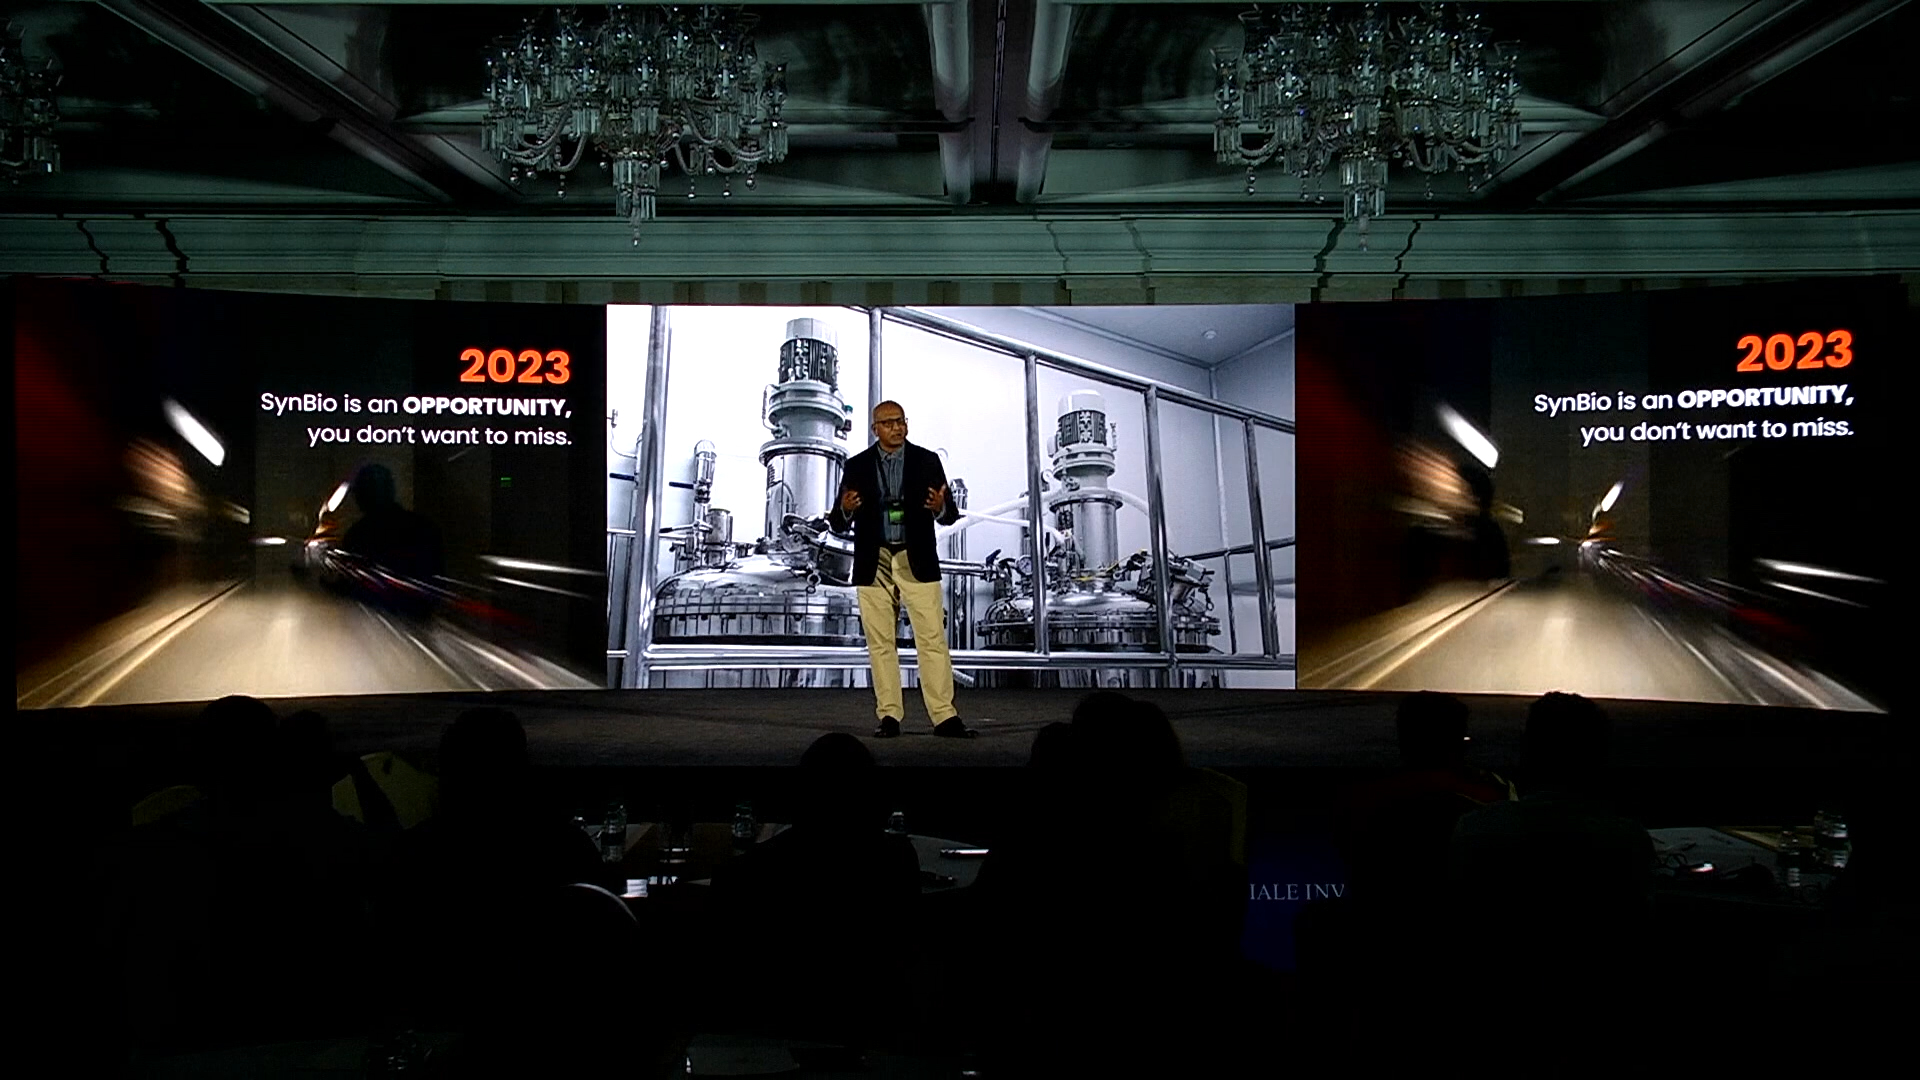 2023
SynBio is an OPPORTUNITY,
you don't want to miss.
2023
SynBio is an OPPORTUNITY,
you don't want to miss.
IALE INV